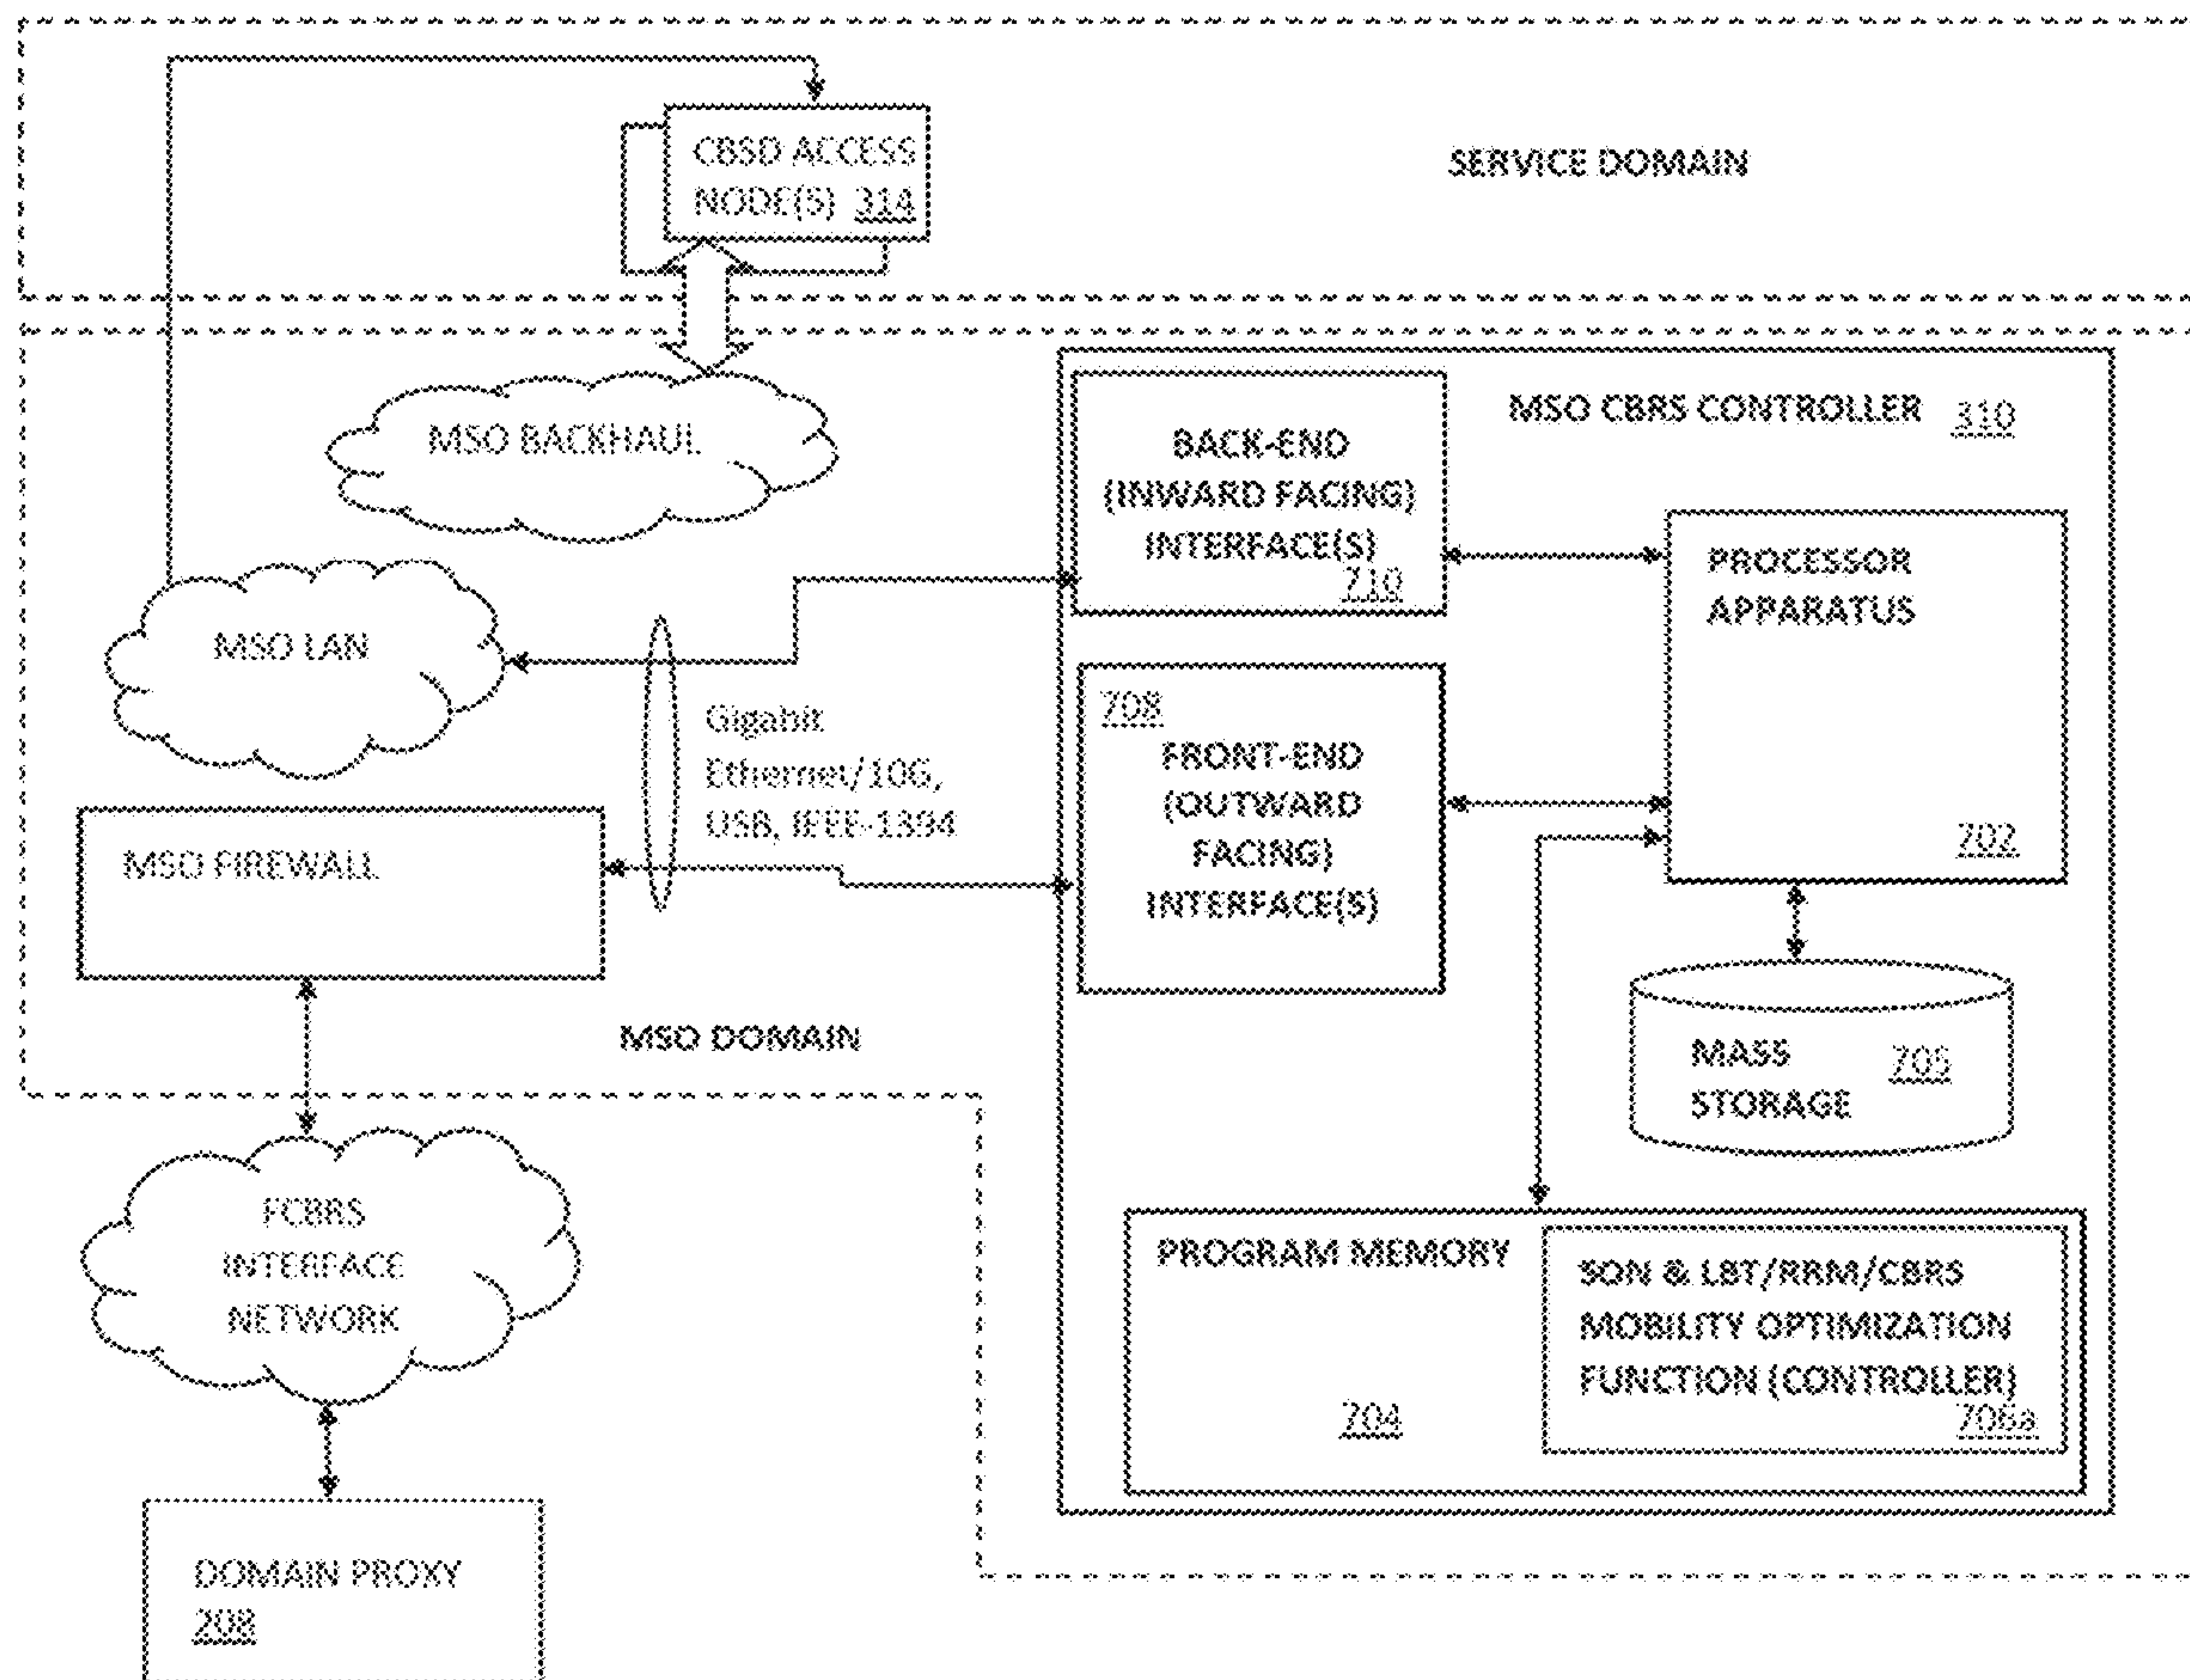 CBSD ACCESS
NODE(S) 314
SERVICE DOMAIN
MSO BACKHAUL
BACK-END
(INWARD FACING)
INTERFACE(S)
710
MSO CBRS CONTROLLER 310
PROCESSOR
APPARATUS
702
MSO LAN
Gigabit
Ethernet/10G,
USB, IEEE-1394
708
FRONT-END
(OUTWARD
FACING)
INTERFACE(S)
MSO FIREWALL
MSO DOMAIN
MASS 705
STORAGE
FCBRS
INTERFACE
NETWORK
PROGRAM MEMORY
704
SON & LBT/RRM/CBRS
MOBILITY OPTIMIZATION
FUNCTION (CONTROLLER)
706a
DOMAIN PROXY
208